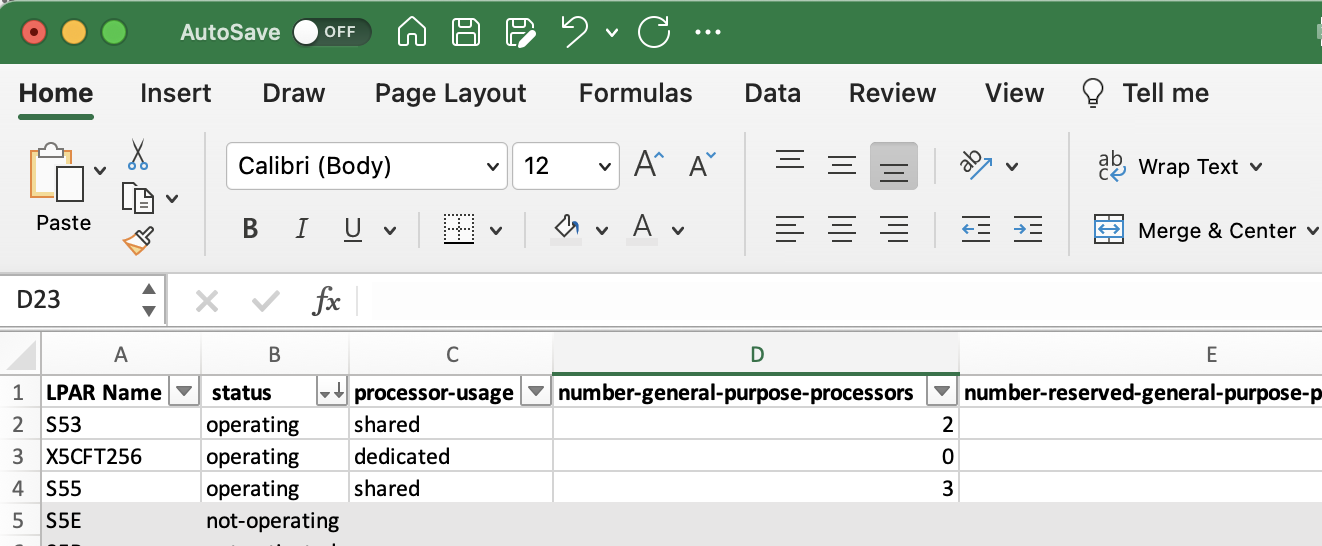 AutoSave OFF
Home Insert Draw Page Layout Formulas Data Review View Tell me
Calibri (Body) 12 A A ab Wrap Text
Paste
B I U A Merge & Center
D23 fx
A B C D E
1 LPAR Name status processor-usage number-general-purpose-processors number-reserved-general-purpose-p
2 S53 operating shared 2
3 X5CFT256 operating dedicated 0
4 S55 operating shared 3
5 S5E not-operating